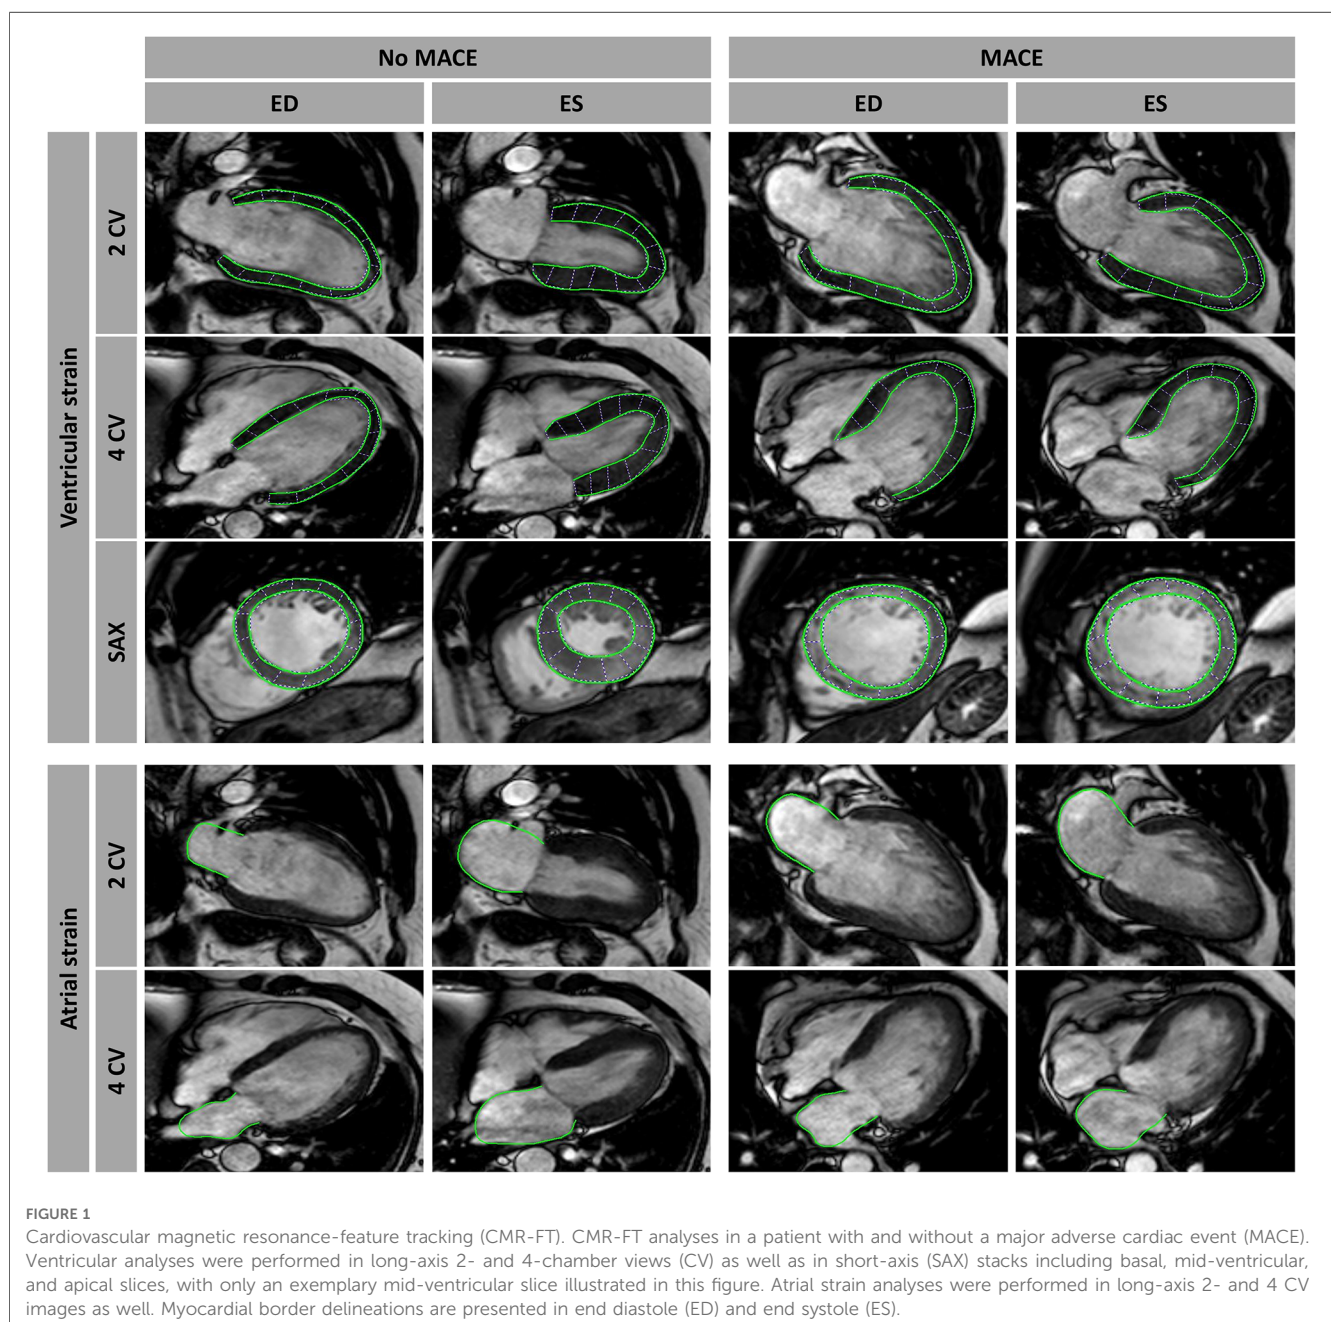 No MACE
MACE
ED
ES
ED
ES
Ventricular strain
2 CV
4 CV
SAX
Atrial strain
2 CV
4 CV
FIGURE 1
Cardiovascular magnetic resonance-feature tracking (CMR-FT). CMR-FT analyses in a patient with and without a major adverse cardiac event (MACE).
Ventricular analyses were performed in long-axis 2- and 4-chamber views (CV) as well as in short-axis (SAX) stacks including basal, mid-ventricular,
and apical slices, with only an exemplary mid-ventricular slice illustrated in this figure. Atrial strain analyses were performed in long-axis 2- and 4 CV
images as well. Myocardial border delineations are presented in end diastole (ED) and end systole (ES).